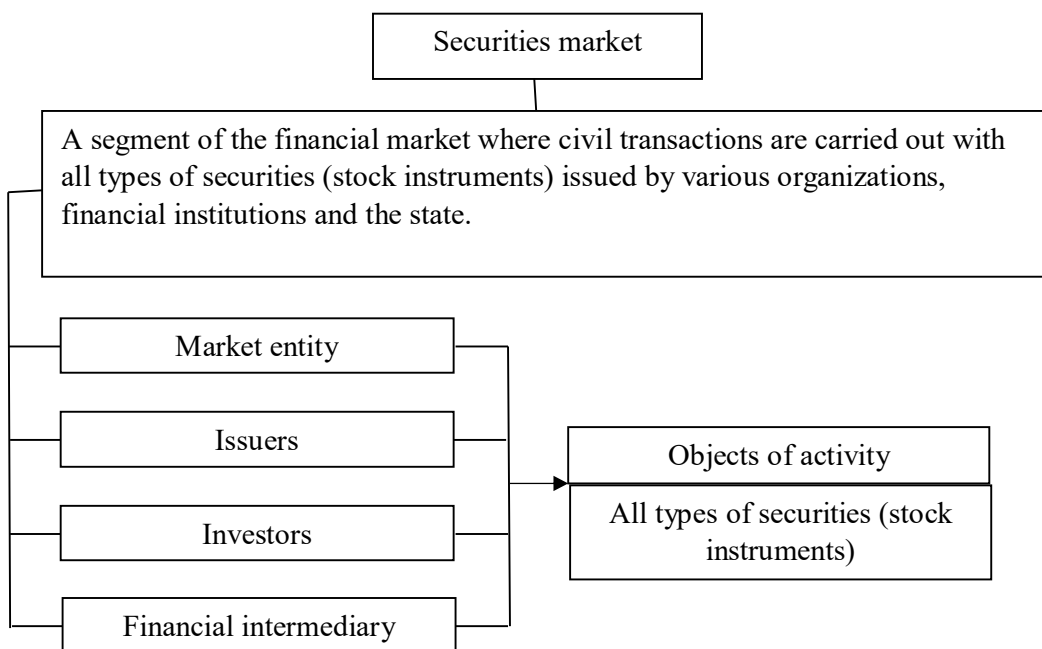 Securities market
A segment of the financial market where civil transactions are carried out with
all types of securities (stock instruments) issued by various organizations,
financial institutions and the state.
Market entity
Issuers
Investors
Financial intermediary
Objects of activity
All types of securities (stock
instruments)